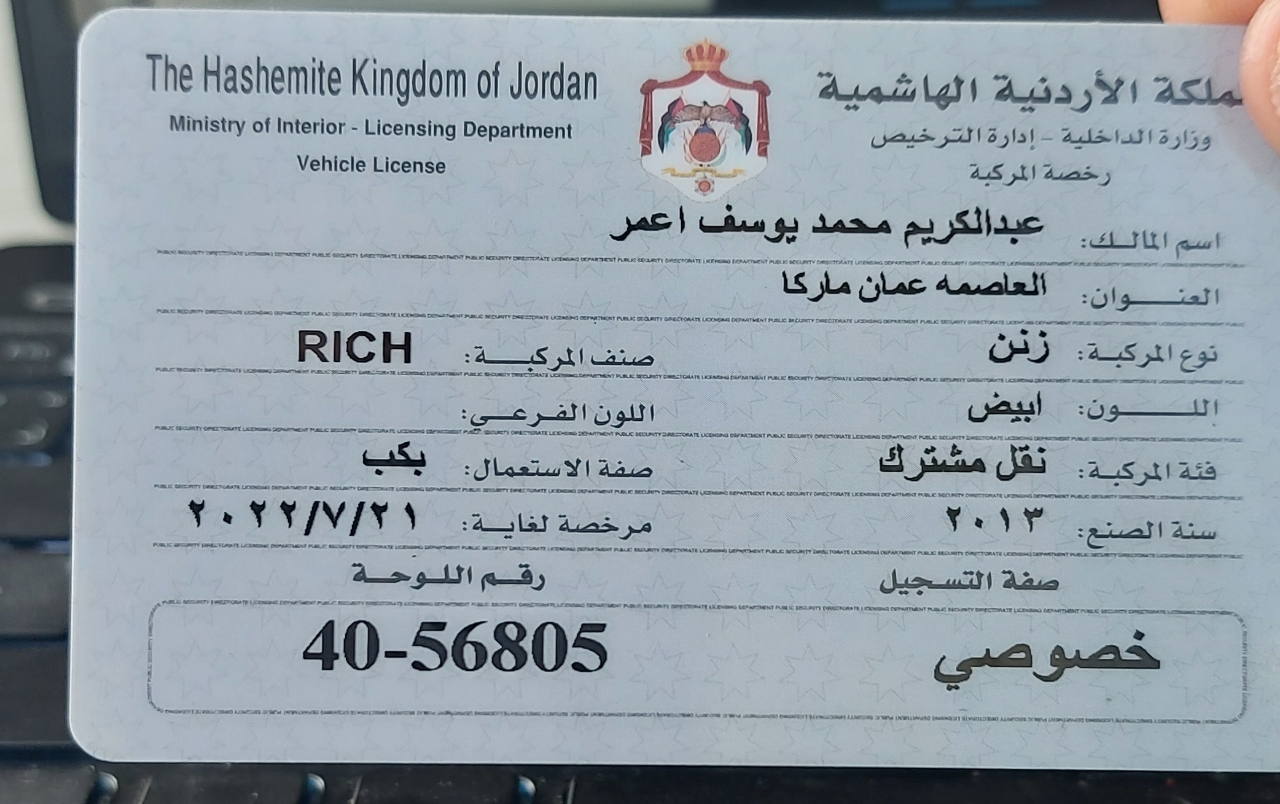 The Hashemite Kingdom of Jordan
ملكة الأردنية الهاشمية
Ministry of Interior - Licensing Department
وزارة الداخلية - إدارة الترخيص
Vehicle License
رخصة المركبة
اسم المالك: عبدالكريم محمد يوسف اعمر
العنوان: العاصمه عمان ماركا
نوع المركبة: زنن صنف المركبة: RICH
اللون: ابيض اللون الفرعي:
فئة المركبة: نقل مشترك صفة الاستعمال: بكب
سنة الصنع: ٢٠١٣ مرخصة لغاية: ٢٠٢٢/٧/٢١
صفة التسجيل رقم اللوحة
خصوصي 40-56805